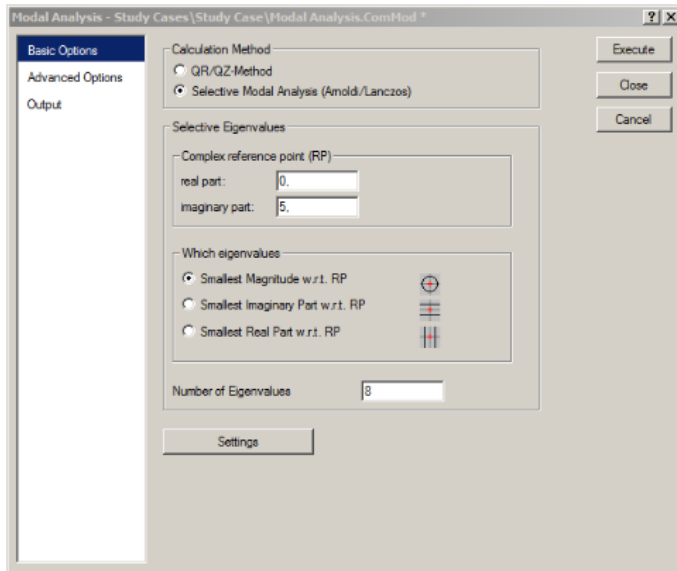 Modal Analysis - Study Cases\Study Case\Modal Analysis.ComMod *
Basic Options
Advanced Options
Output
Calculation Method
QR/QZ-Method
Selective Modal Analysis (Arnoldi/Lanczos)
Selective Eigenvalues
Complex reference point (RP)
real part: 0,
imaginary part: 5,
Which eigenvalues
Smallest Magnitude w.r.t. RP
Smallest Imaginary Part w.r.t. RP
Smallest Real Part w.r.t. RP
Number of Eigenvalues 8
Settings
Execute
Close
Cancel